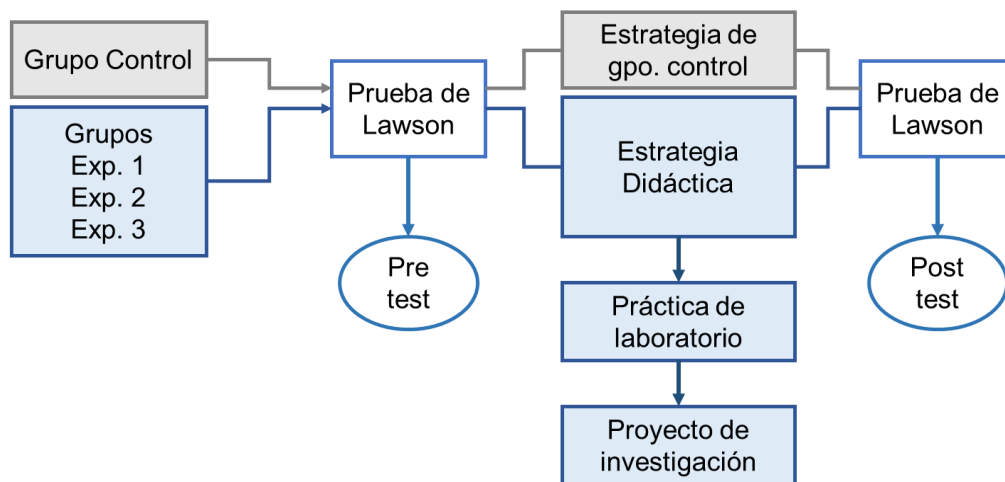 Grupo Control
Grupos
Exp. 1
Exp. 2
Exp. 3
Prueba de
Lawson
Pre
test
Estrategia de
gpo. control
Estrategia
Didáctica
Práctica de
laboratorio
Proyecto de
investigación
Prueba de
Lawson
Post
test